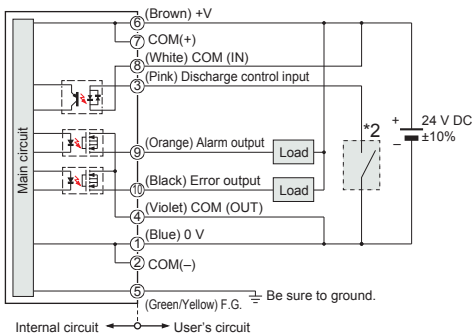 (Brown) +V
6
7 COM(+)
(White) COM (IN)
8
(Pink) Discharge control input
3
Main circuit
*2
+ 24 V DC
– ±10%
(Orange) Alarm output
9
Load
(Black) Error output
10
Load
(Violet) COM (OUT)
4
(Blue) 0 V
1
2 COM(–)
5
Be sure to ground.
(Green/Yellow) F.G.
Internal circuit
User's circuit